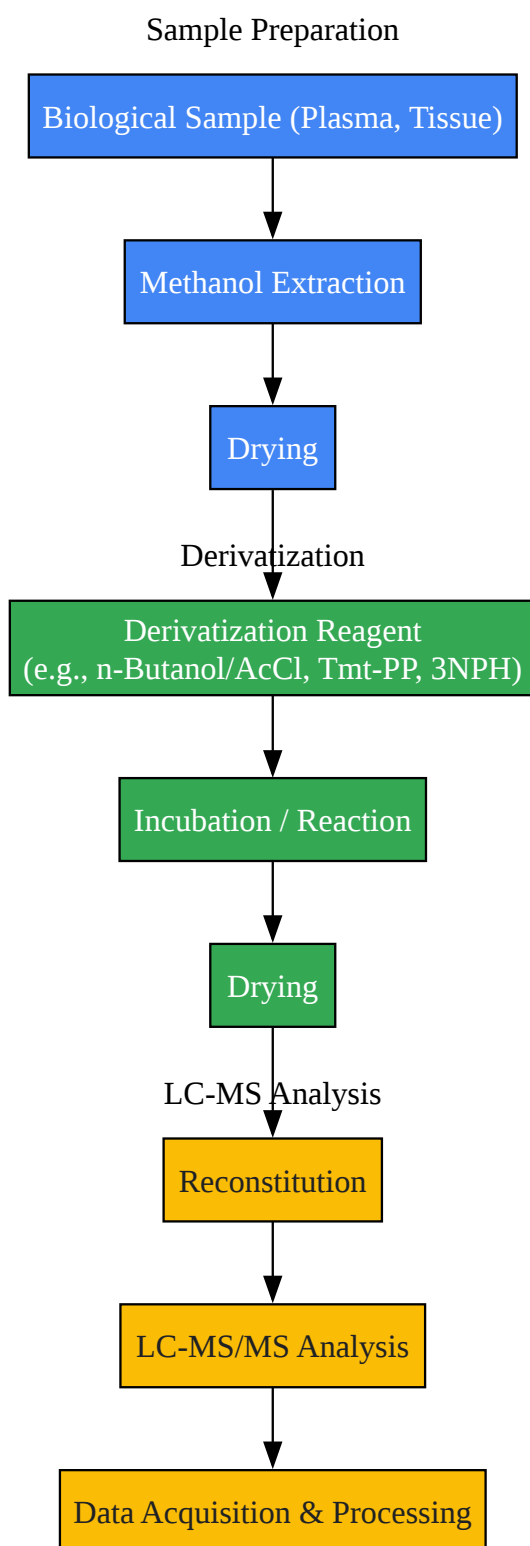 Sample Preparation
Biological Sample (Plasma, Tissue)
Methanol Extraction
Drying
Derivatization
Derivatization Reagent
(e.g., n-Butanol/AcCl, Tmt-PP, 3NPH)
Incubation / Reaction
Drying
LC-MS Analysis
Reconstitution
LC-MS/MS Analysis
Data Acquisition & Processing